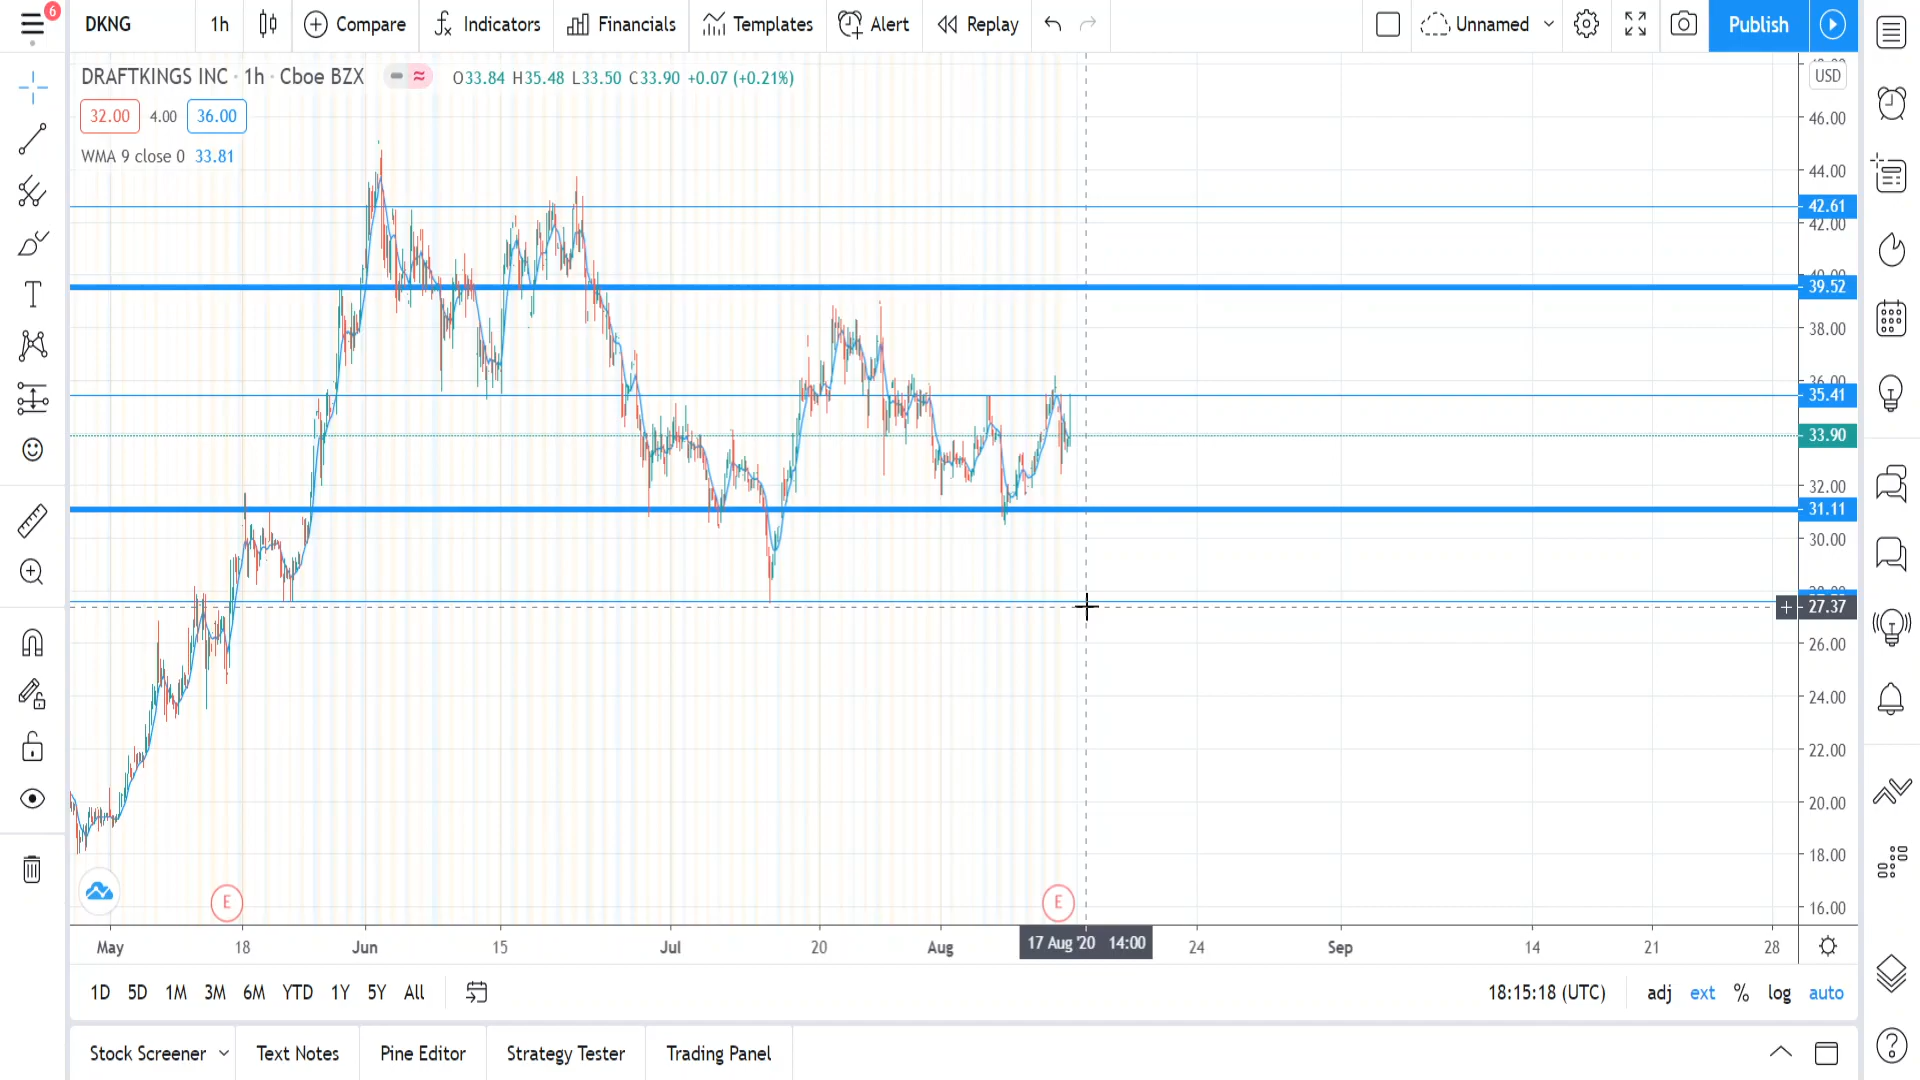 6
DKNG
1h
Compare
Indicators
Financials
Templates
Alert
Replay
Unnamed
Publish
DRAFTKINGS INC · 1h · Cboe BZX
O33.84 H35.48 L33.50 C33.90 +0.07 (+0.21%)
USD
32.00 4.00 36.00
WMA 9 close 0 33.81
46.00
44.00
42.61
42.00
40.00
39.52
38.00
36.00
35.41
33.90
32.00
31.11
30.00
27.37
26.00
24.00
22.00
20.00
18.00
16.00
E
E
May 18 Jun 15 Jul 20 Aug 17 Aug '20 14:00 24 Sep 14 21 28
1D 5D 1M 3M 6M YTD 1Y 5Y All
18:15:18 (UTC) adj ext % log auto
Stock Screener
Text Notes
Pine Editor
Strategy Tester
Trading Panel